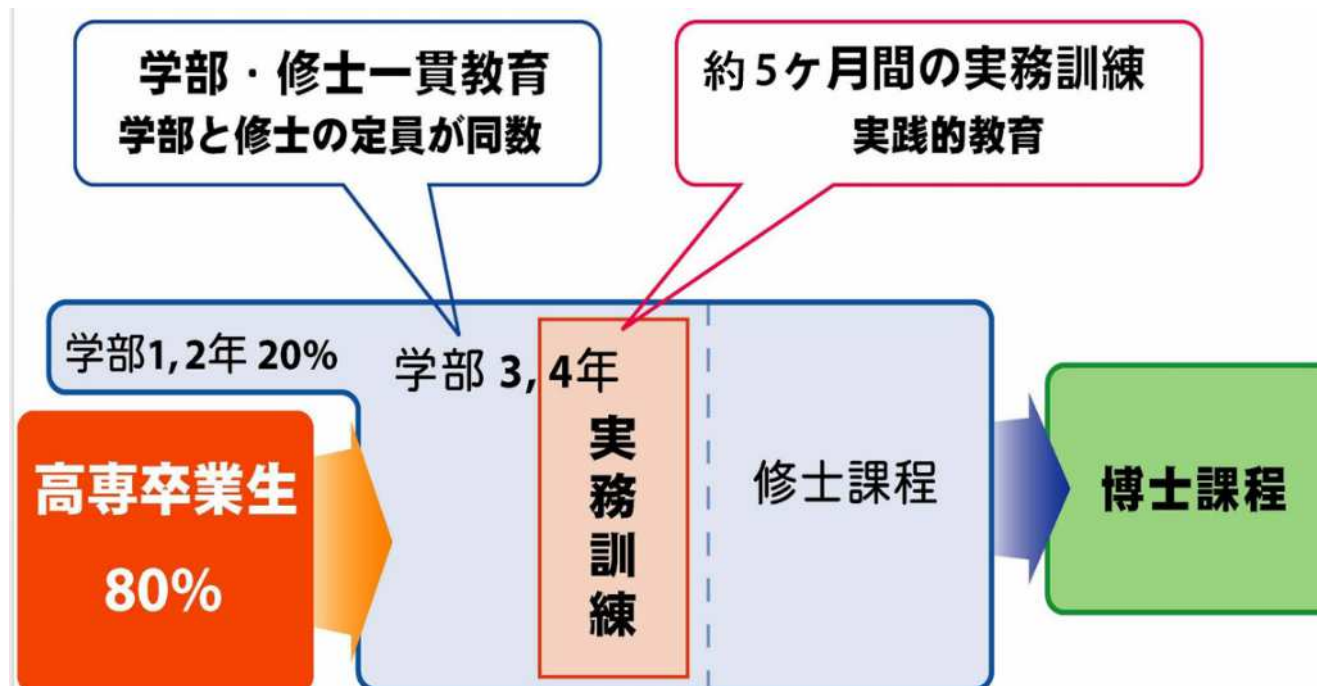 学部・修士一貫教育
学部と修士の定員が同数
約5ヶ月間の実務訓練
実践的教育
学部1,2年 20%
学部 3,4年
高専卒業生
80%
実務訓練
修士課程
博士課程